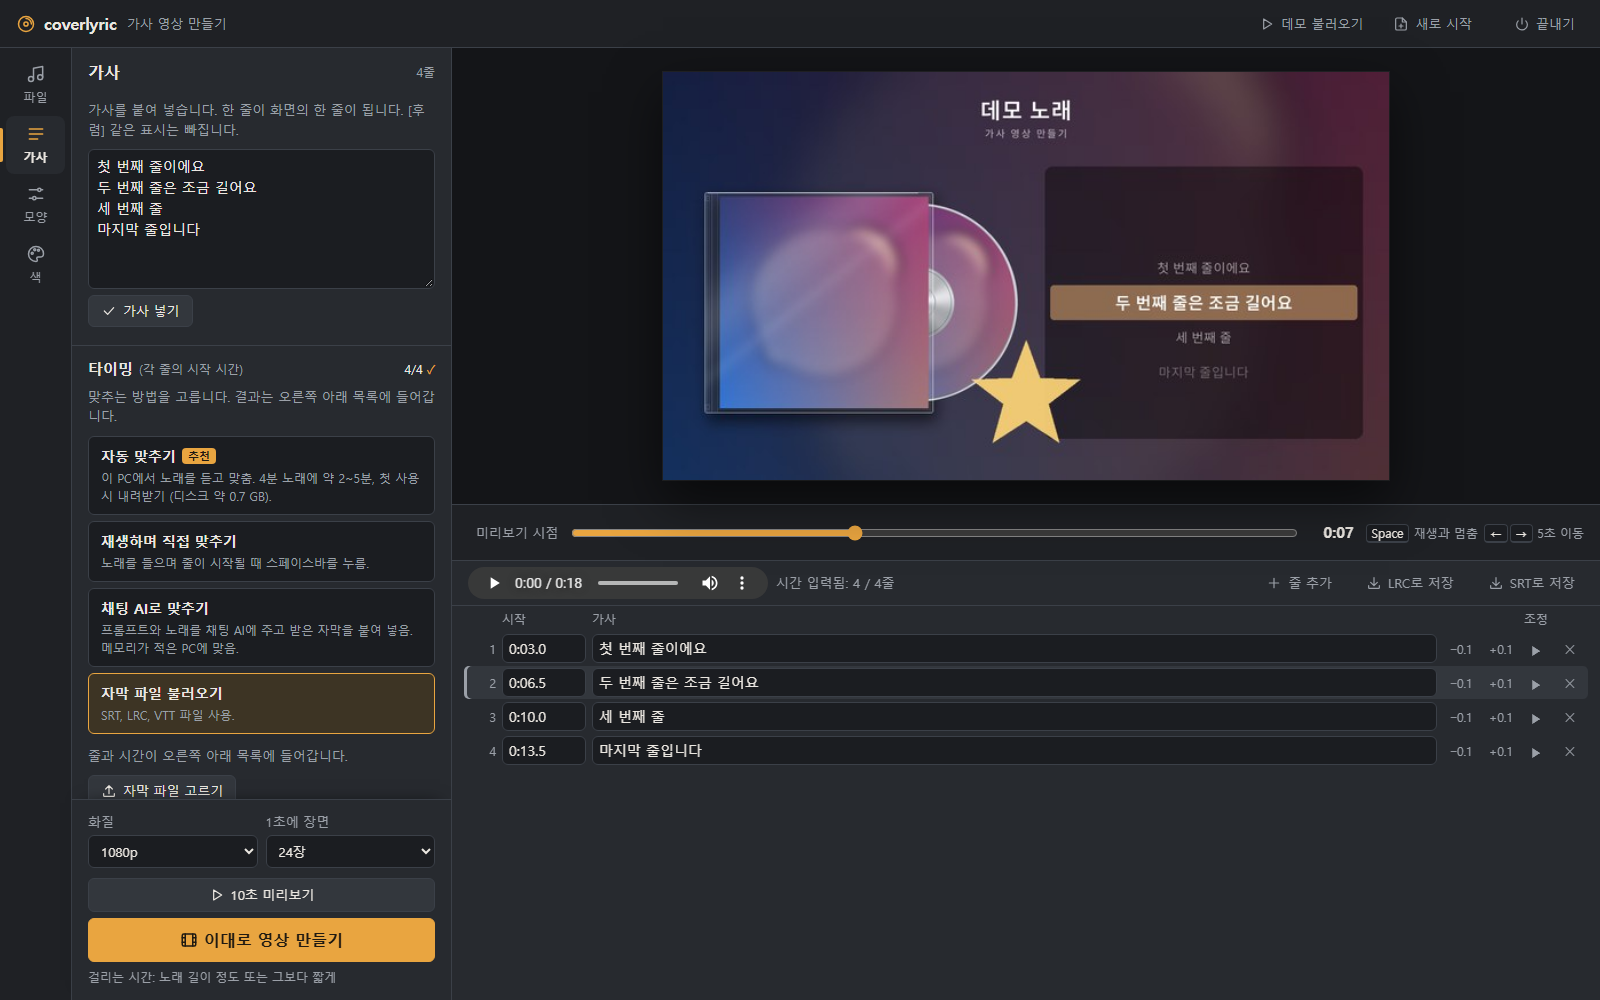 coverlyric 가사 영상 만들기
데모 불러오기
새로 시작
끝내기
파일
가사
모양
색
가사
4줄
가사를 붙여 넣습니다. 한 줄이 화면의 한 줄이 됩니다. [후
렴] 같은 표시는 빠집니다.
첫 번째 줄이에요
두 번째 줄은 조금 길어요
세 번째 줄
마지막 줄입니다
가사 넣기
타이밍 (각 줄의 시작 시간)
4/4 ✓
맞추는 방법을 고릅니다. 결과는 오른쪽 아래 목록에 들어갑
니다.
자동 맞추기 추천
이 PC에서 노래를 듣고 맞춤. 4분 노래에 약 2~5분, 첫 사용
시 내려받기 (디스크 약 0.7 GB).
재생하며 직접 맞추기
노래를 들으며 줄이 시작될 때 스페이스바를 누름.
채팅 AI로 맞추기
프롬프트와 노래를 채팅 AI에 주고 받은 자막을 붙여 넣음.
메모리가 적은 PC에 맞음.
자막 파일 불러오기
SRT, LRC, VTT 파일 사용.
줄과 시간이 오른쪽 아래 목록에 들어갑니다.
자막 파일 고르기
화질
1초에 장면
1080p
24장
10초 미리보기
이대로 영상 만들기
걸리는 시간: 노래 길이 정도 또는 그보다 짧게
데모 노래
가사 영상 만들기
첫 번째 줄이에요
두 번째 줄은 조금 길어요
세 번째 줄
마지막 줄입니다
미리보기 시점
0:07
Space 재생과 멈춤 ← → 5초 이동
0:00 / 0:18
시간 입력됨: 4 / 4줄
+ 줄 추가
LRC로 저장
SRT로 저장
시작
가사
조정
1 0:03.0 첫 번째 줄이에요 −0.1 +0.1
2 0:06.5 두 번째 줄은 조금 길어요 −0.1 +0.1
3 0:10.0 세 번째 줄 −0.1 +0.1
4 0:13.5 마지막 줄입니다 −0.1 +0.1